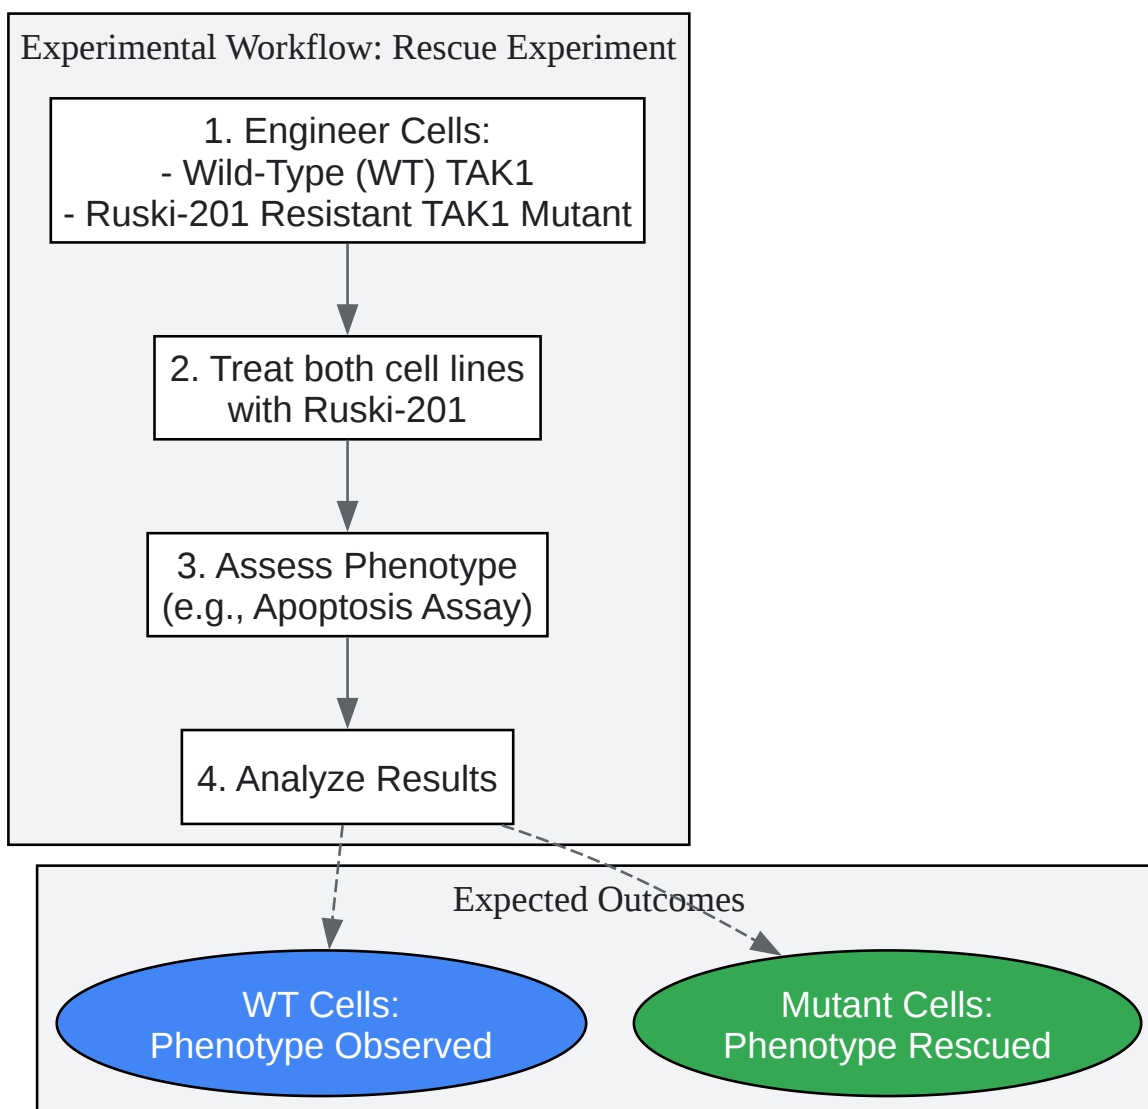 Experimental Workflow: Rescue Experiment
1. Engineer Cells:
- Wild-Type (WT) TAK1
- Ruski-201 Resistant TAK1 Mutant
2. Treat both cell lines
with Ruski-201
3. Assess Phenotype
(e.g., Apoptosis Assay)
4. Analyze Results
Expected Outcomes
WT Cells:
Phenotype Observed
Mutant Cells:
Phenotype Rescued